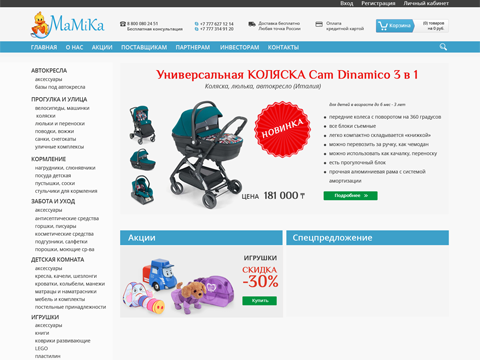 Вход Регистрация Личный кабинет
МаМиКа
8 800 080 24 51
Бесплатная консультация
+7 777 627 12 14
+7 777 314 91 20
Доставка бесплатно
Любая точка России
Оплата
кредитной картой
Корзина
(0) товаров
на 0 руб.
ГЛАВНАЯ О НАС АКЦИИ ПОСТАВЩИКАМ ПАРТНЕРАМ ИНВЕСТОРАМ КОНТАКТЫ
АВТОКРЕСЛА
аксессуары
базы под автокресла
ПРОГУЛКА И УЛИЦА
велосипеды, машинки
коляски
люльки и переноски
поводки, вожжи
санки, снегокаты
уличные комплексы
КОРМЛЕНИЕ
нагрудники, слюнявчики
посуда детская
пустышки, соски
стульчики для кормления
ЗАБОТА И УХОД
аксессуары
антисептические средства
горшки, писуары
косметические средства
подгузники, салфетки
порошки, моющие ср-ва
ДЕТСКАЯ КОМНАТА
аксессуары
кресла, качели, шезлонги
кроватки, колыбели, манежи
матрацы и наматрасники
мебель и комплекты
постельные принадлежности
ИГРУШКИ
аксессуары
книги
коврики развивающие
LEGO
пластилин
Универсальная КОЛЯСКА Cam Dinamico 3 в 1
Коляска, люлька, автокресло (Италия)
НОВИНКА
Для детей в возрасте до 6 мес - 3 лет
передние колеса с поворотом на 360 градусов
все блоки съемные
легко компактно складывается «книжкой»
можно перевозить за ручку, как чемодан
можно использовать как качалку, переноску
есть прогулочный блок
прочная алюминиевая рама с системой
амортизации
ЦЕНА 181 000 ₸
Подробнее »
Акции
ИГРУШКИ
СКИДКА
-30%
Купить
Спецпредложение